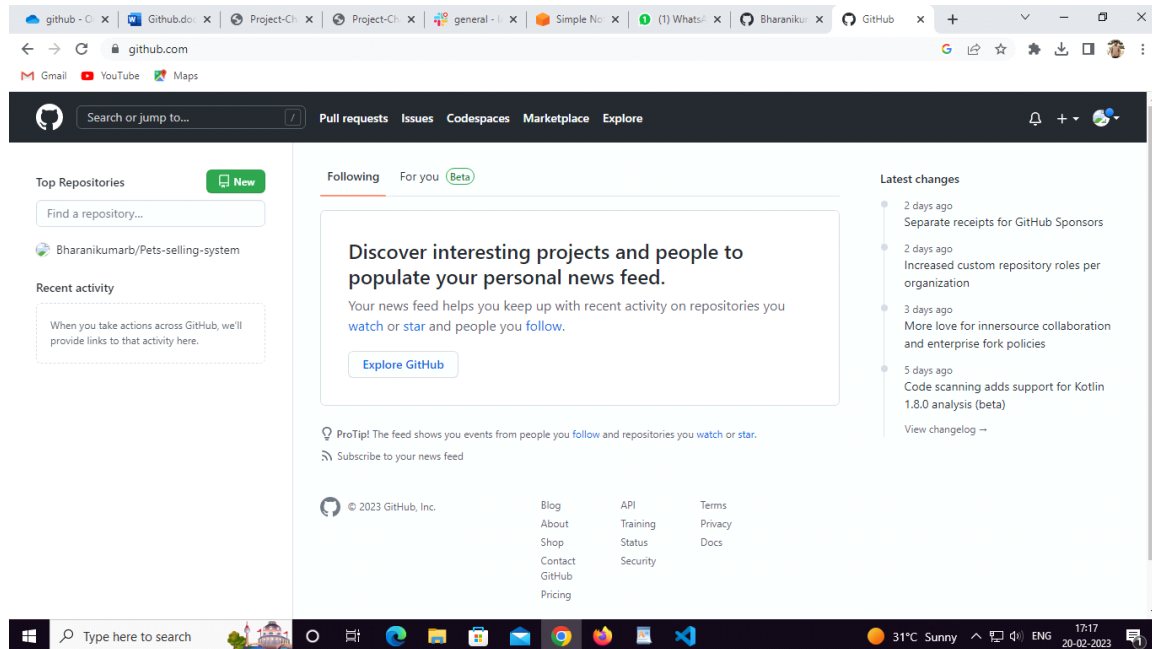 github - O
Github.doc
Project-Ch
Project-Ch
general - l
Simple No
(1) WhatsA
Bharanikur
GitHub
github.com
Gmail
YouTube
Maps
Search or jump to...
/
Pull requests
Issues
Codespaces
Marketplace
Explore
Top Repositories
New
Find a repository...
Bharanikumarb/Pets-selling-system
Recent activity
When you take actions across GitHub, we'll
provide links to that activity here.
Following
For you
Beta
Discover interesting projects and people to
populate your personal news feed.
Your news feed helps you keep up with recent activity on repositories you
watch or star and people you follow.
Explore GitHub
ProTip! The feed shows you events from people you follow and repositories you watch or star.
Subscribe to your news feed
Latest changes
2 days ago
Separate receipts for GitHub Sponsors
2 days ago
Increased custom repository roles per
organization
3 days ago
More love for innersource collaboration
and enterprise fork policies
5 days ago
Code scanning adds support for Kotlin
1.8.0 analysis (beta)
View changelog →
© 2023 GitHub, Inc.
Blog
About
Shop
Contact
GitHub
Pricing
API
Training
Status
Security
Terms
Privacy
Docs
Type here to search
31°C Sunny
ENG
17:17
20-02-2023
1